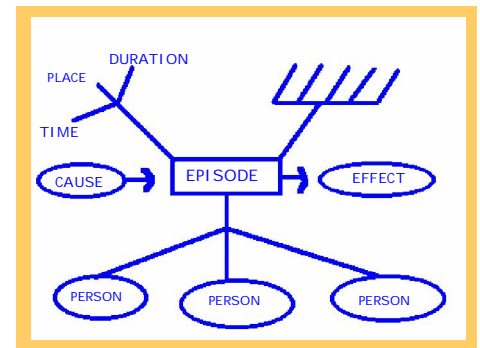 DURATION
PLACE
TIME
CAUSE
EPISODE
EFFECT
PERSON
PERSON
PERSON